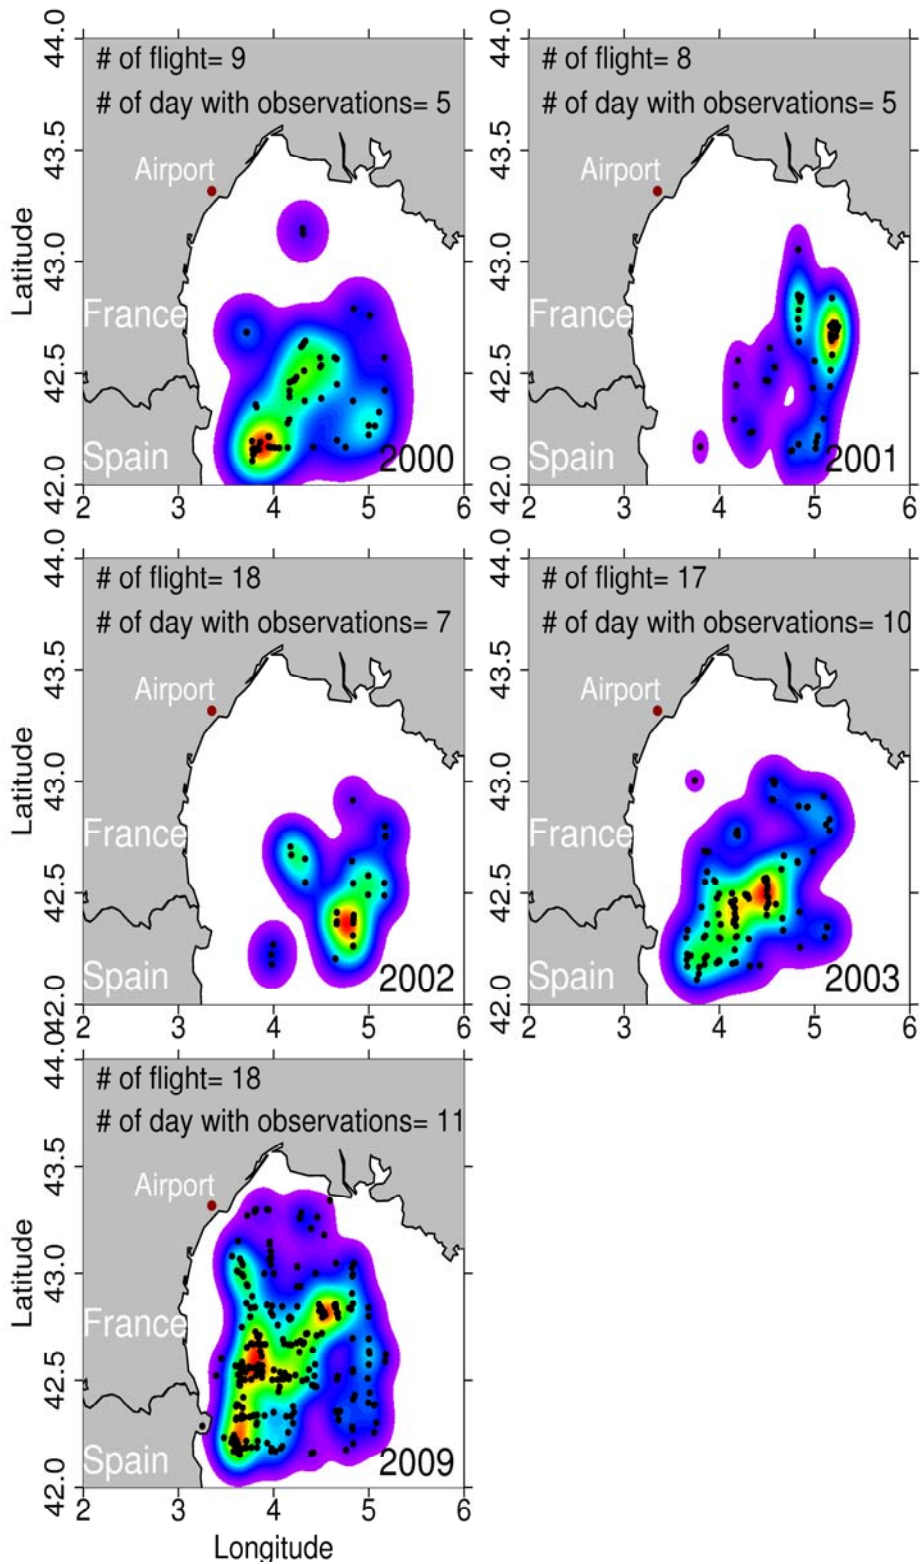 # of flight= 9
# of day with observations= 5
Airport
France
Spain
2000
Latitude
44.0
43.5
43.0
42.5
42.0
2 3 4 5 6
# of flight= 8
# of day with observations= 5
Airport
France
Spain
2001
44.0
43.5
43.0
42.5
42.0
2 3 4 5 6
# of flight= 18
# of day with observations= 7
Airport
France
Spain
2002
Latitude
44.0
43.5
43.0
42.5
42.0
2 3 4 5 6
# of flight= 17
# of day with observations= 10
Airport
France
Spain
2003
44.0
43.5
43.0
42.5
42.0
2 3 4 5 6
# of flight= 18
# of day with observations= 11
Airport
France
Spain
2009
Latitude
44.0
43.5
43.0
42.5
42.0
2 3 4 5 6
Longitude